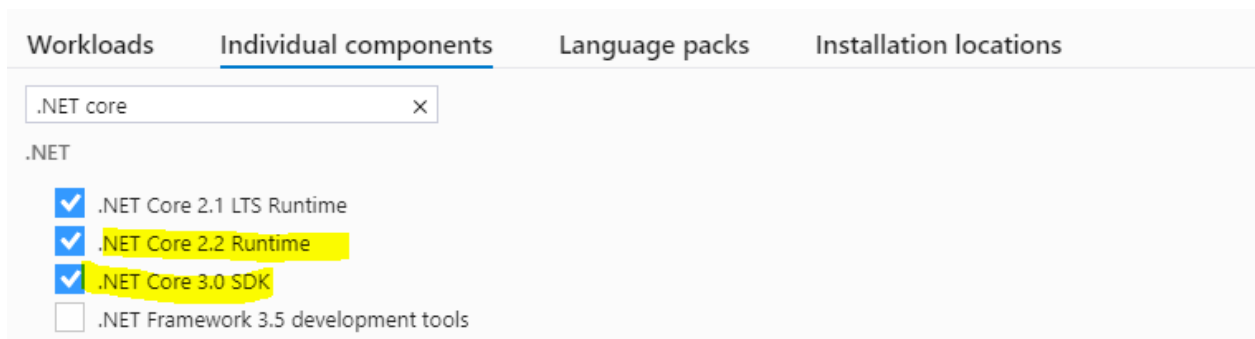 Workloads Individual components Language packs Installation locations
.NET core ×
.NET
.NET Core 2.1 LTS Runtime
.NET Core 2.2 Runtime
.NET Core 3.0 SDK
.NET Framework 3.5 development tools